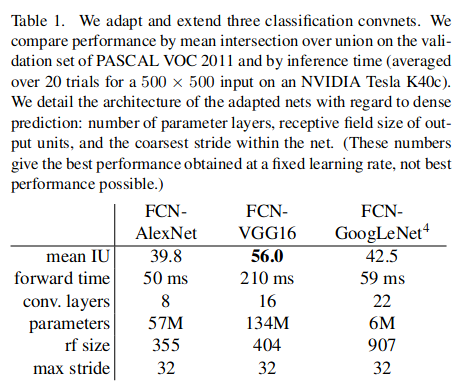 Table 1. We adapt and extend three classification convnets. We
compare performance by mean intersection over union on the vali-
dation set of PASCAL VOC 2011 and by inference time (averaged
over 20 trials for a 500 × 500 input on an NVIDIA Tesla K40c).
We detail the architecture of the adapted nets with regard to dense
prediction: number of parameter layers, receptive field size of out-
put units, and the coarsest stride within the net. (These numbers
give the best performance obtained at a fixed learning rate, not best
performance possible.)
FCN- FCN- FCN-
AlexNet VGG16 GoogLeNet⁴
mean IU 39.8 56.0 42.5
forward time 50 ms 210 ms 59 ms
conv. layers 8 16 22
parameters 57M 134M 6M
rf size 355 404 907
max stride 32 32 32